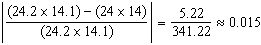 |((24.2 × 14.1) − (24 × 14)) / (24.2 × 14.1)| = 5.22 / 341.22 ≈ 0.015